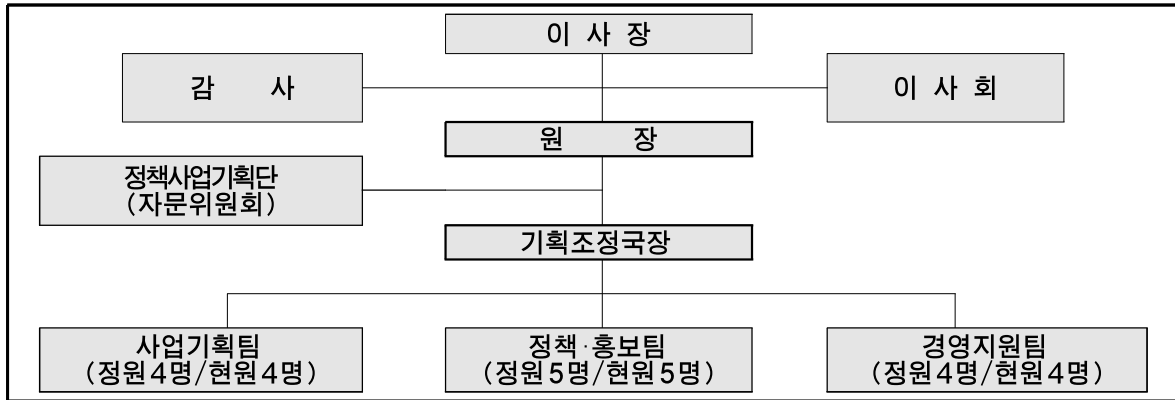 이 사 장
감 사
이 사 회
원 장
정책사업기획단
(자문위원회)
기획조정국장
사업기획팀
(정원4명/현원4명)
정책·홍보팀
(정원5명/현원5명)
경영지원팀
(정원4명/현원4명)